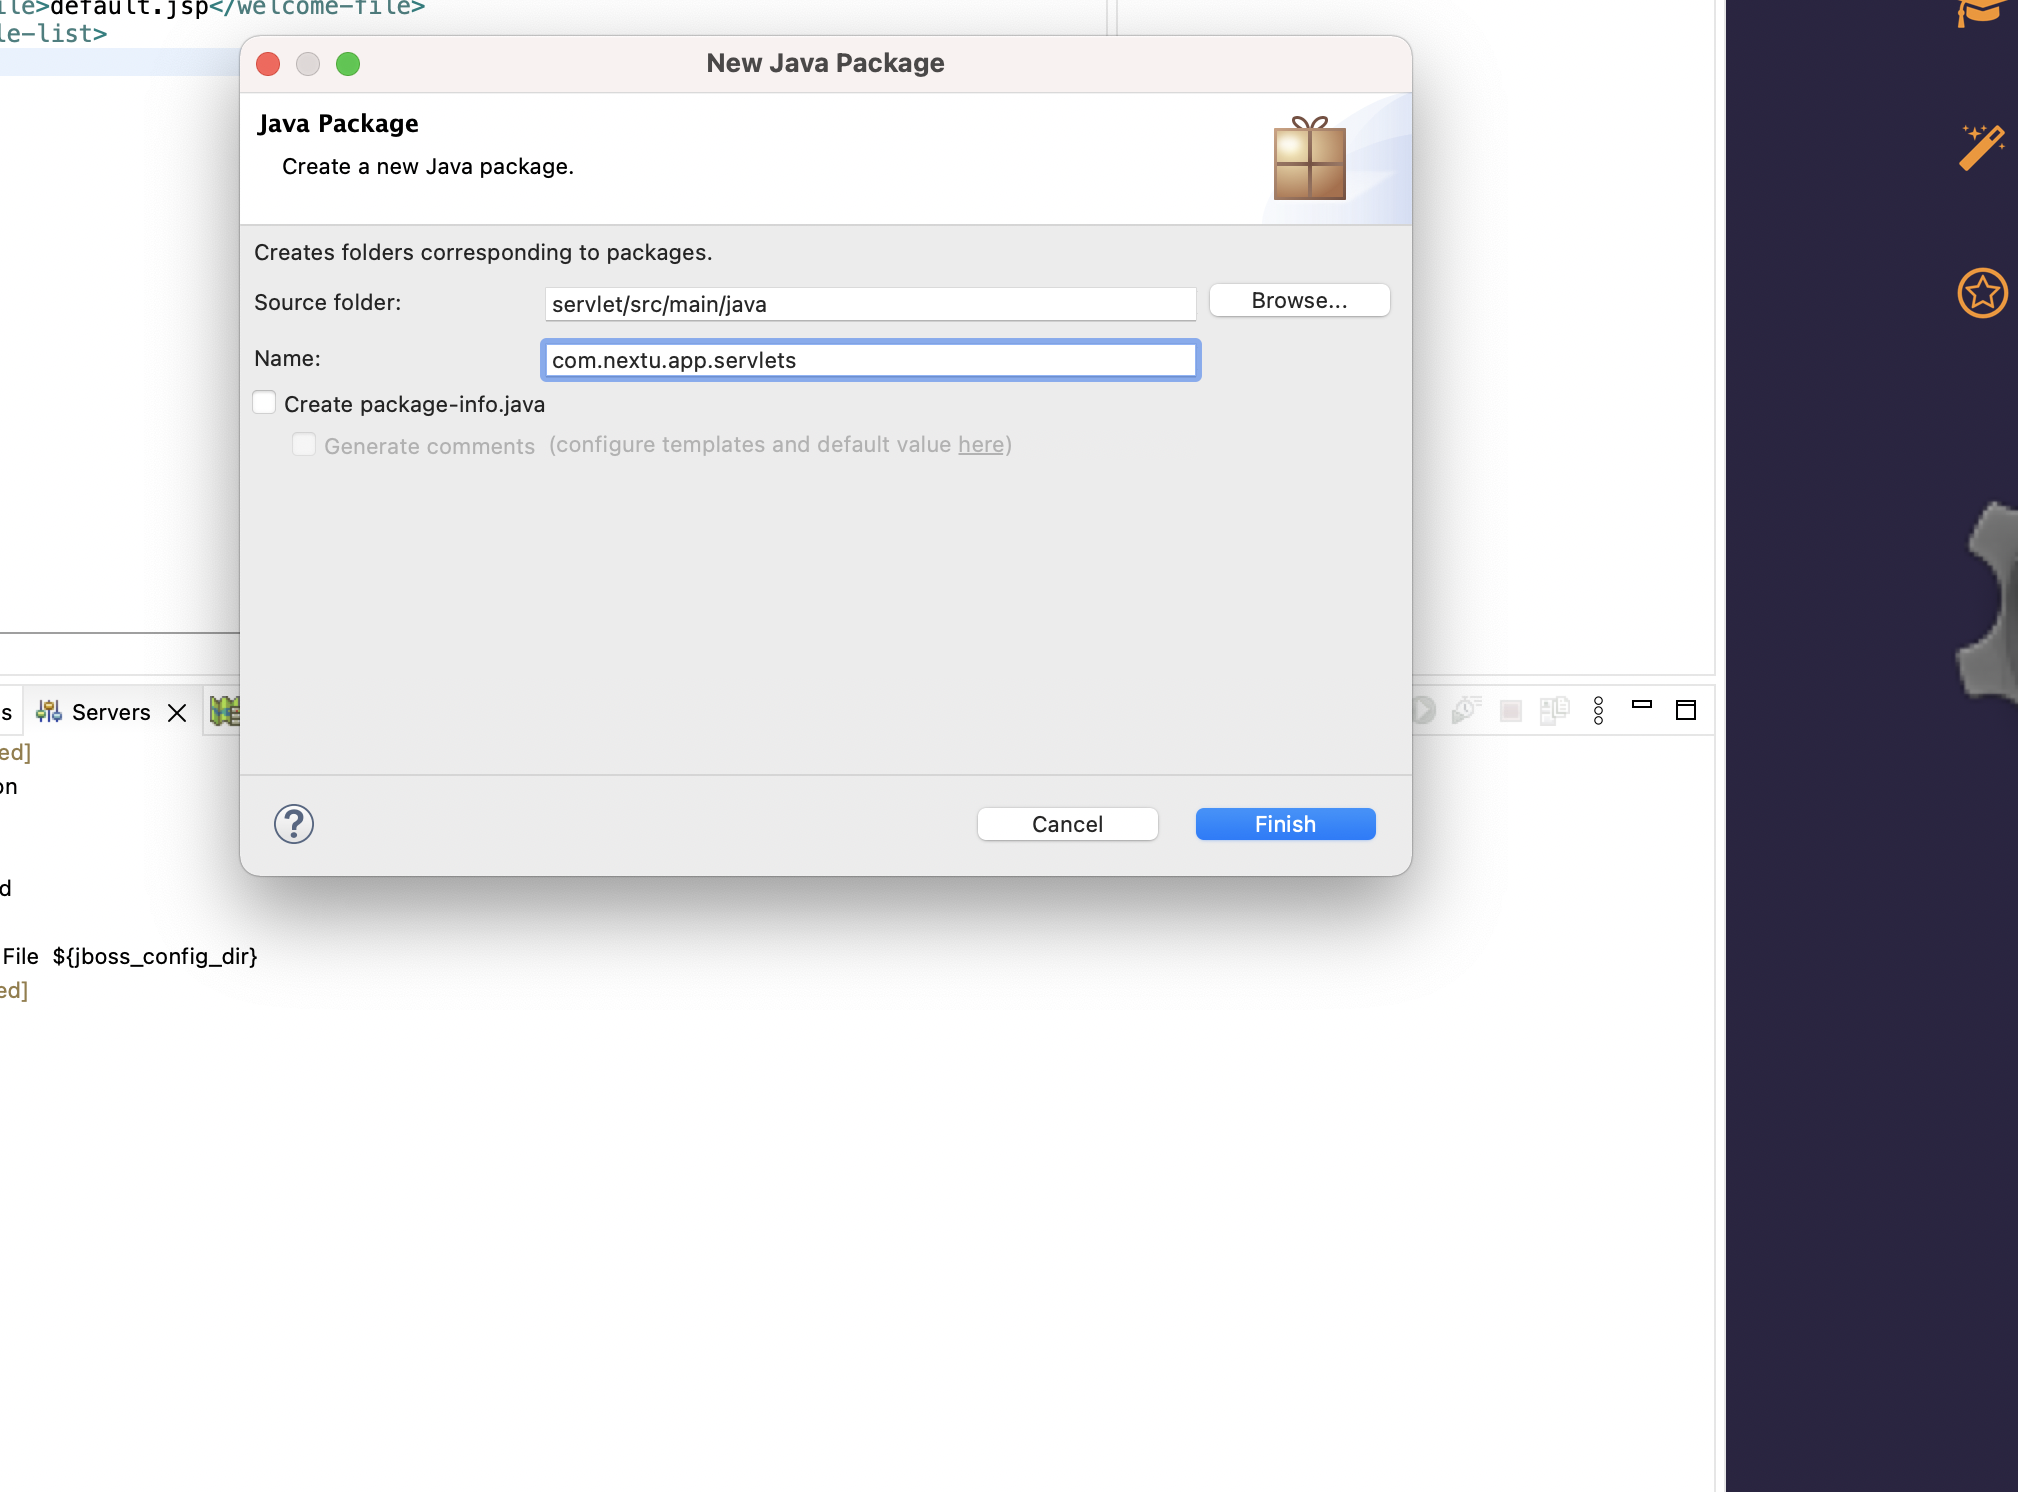 ile>default.jsp</welcome-file>
le-list>
New Java Package
Java Package
Create a new Java package.
Creates folders corresponding to packages.
Source folder: servlet/src/main/java Browse...
Name: com.nextu.app.servlets
Create package-info.java
Generate comments (configure templates and default value here)
s Servers
ed]
on
d
File ${jboss_config_dir}
ed]
? Cancel Finish